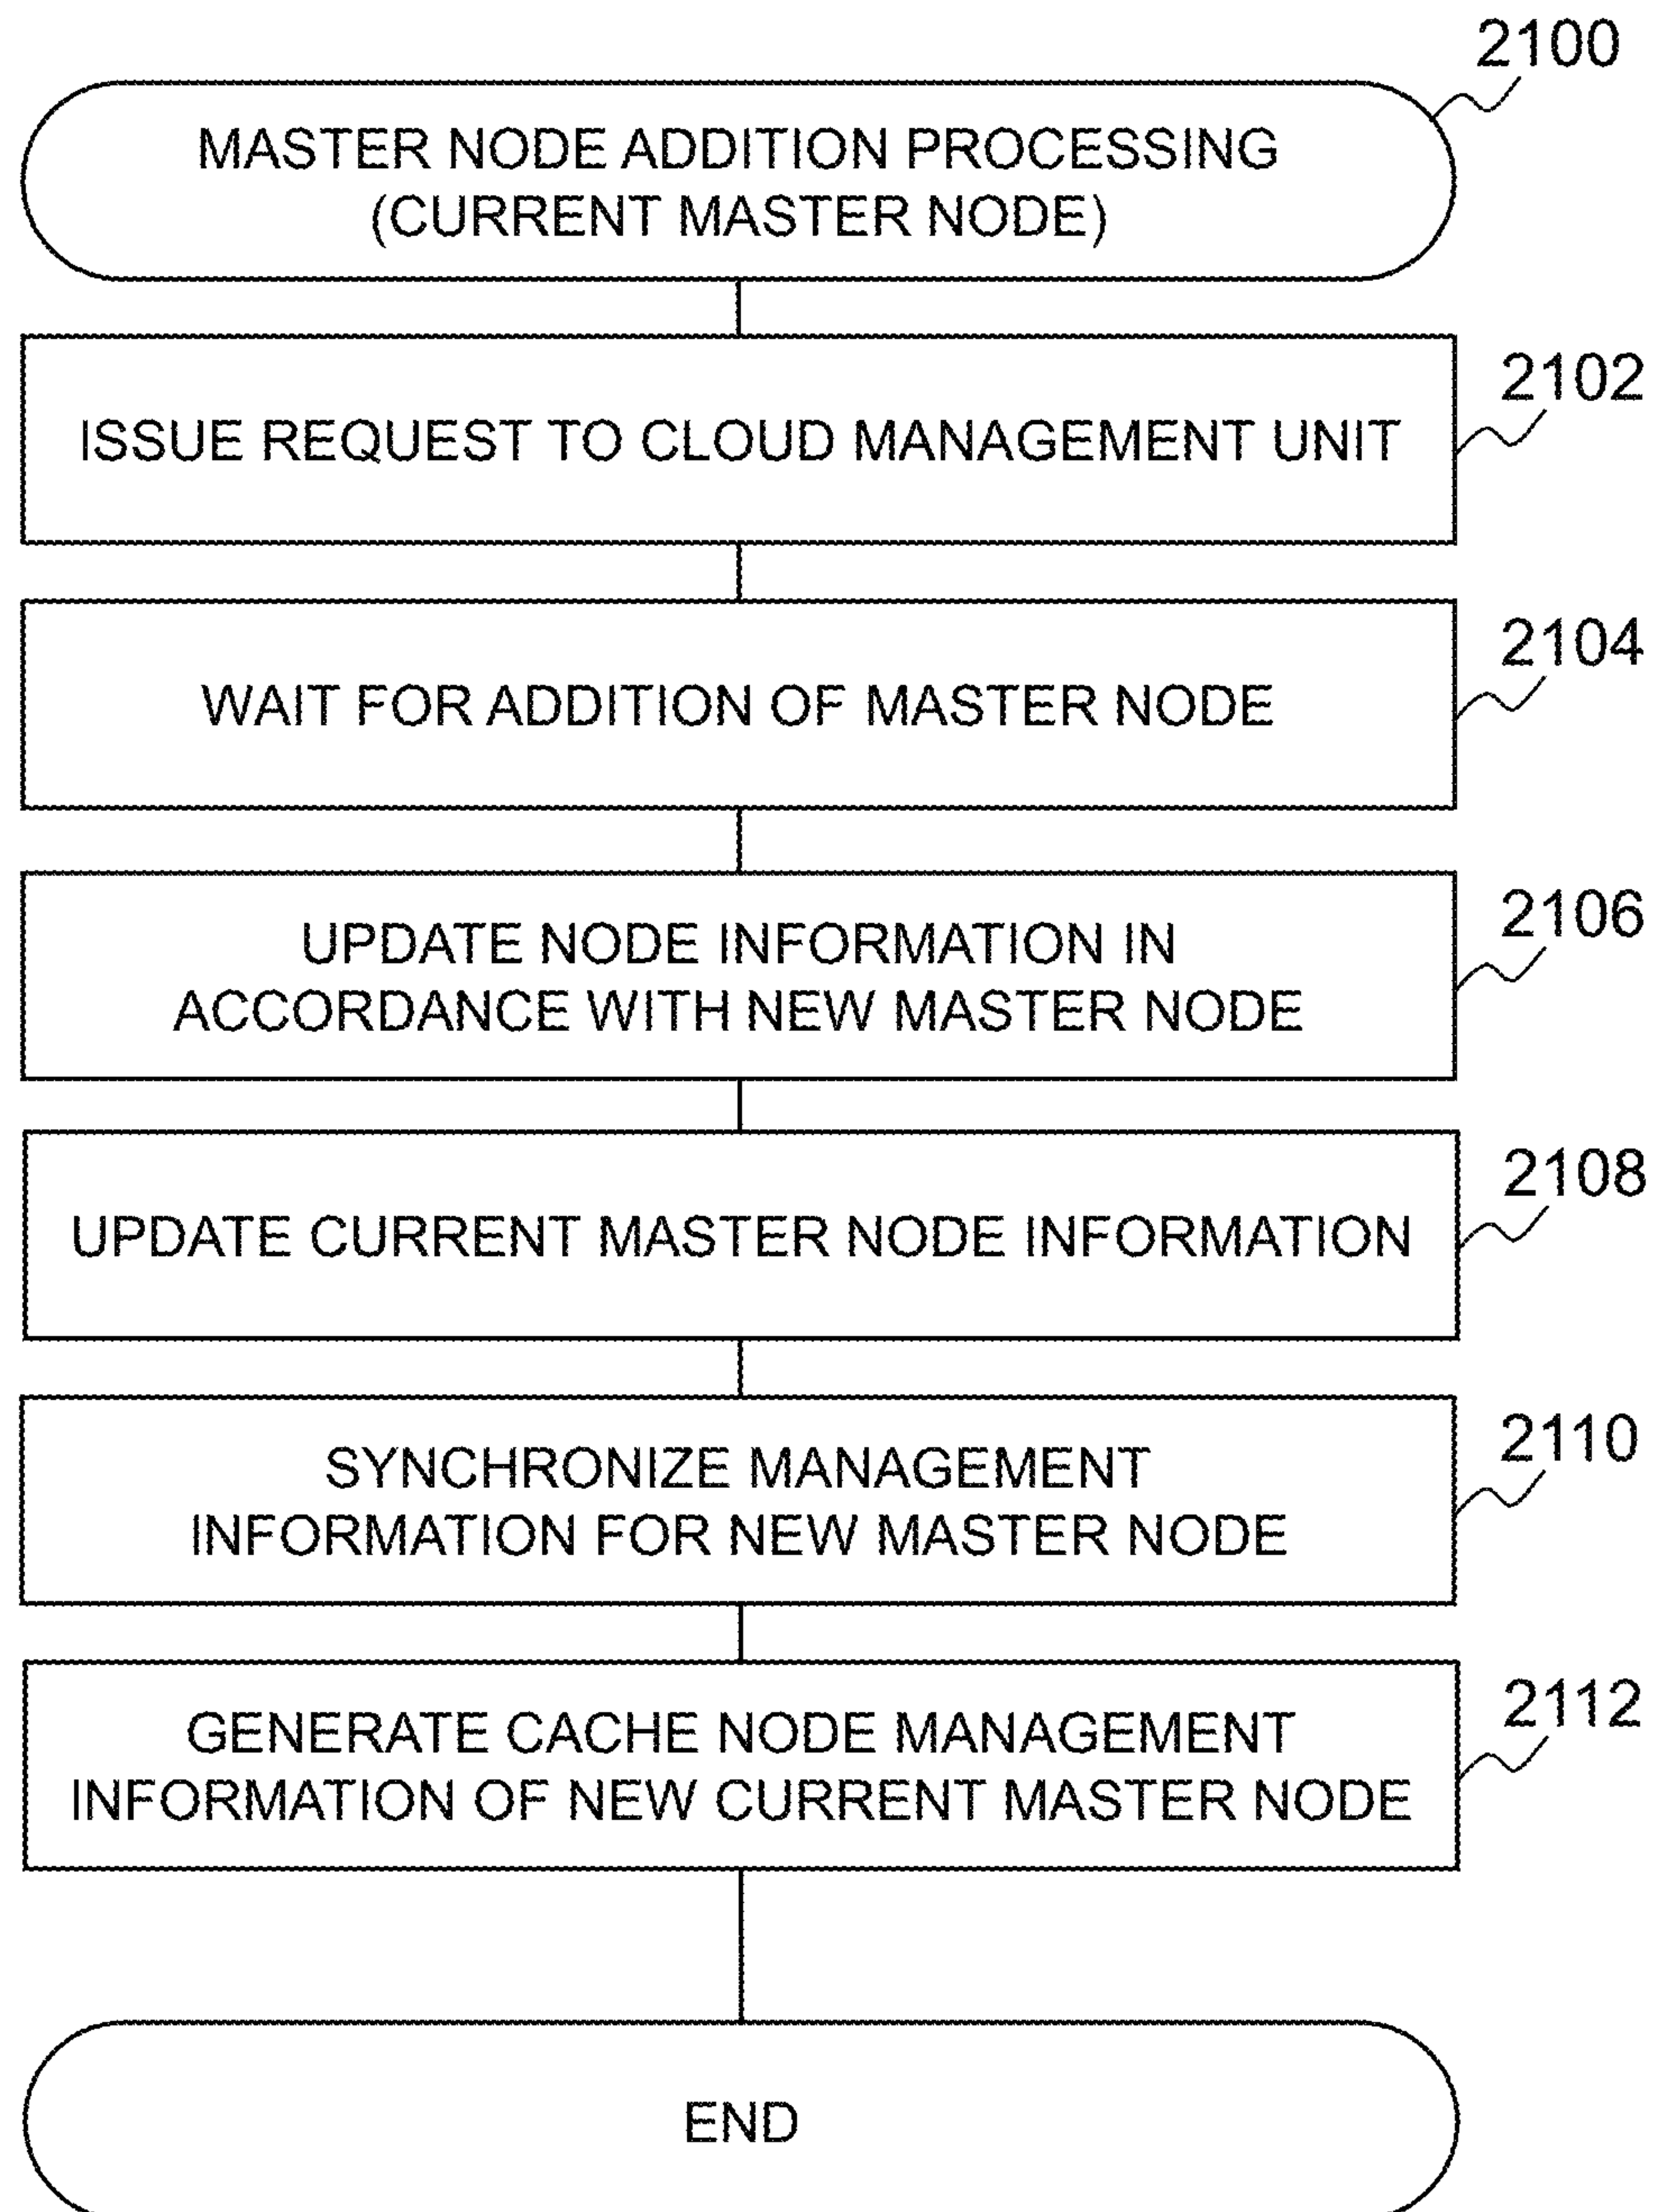 2100
MASTER NODE ADDITION PROCESSING
(CURRENT MASTER NODE)
2102
ISSUE REQUEST TO CLOUD MANAGEMENT UNIT
2104
WAIT FOR ADDITION OF MASTER NODE
2106
UPDATE NODE INFORMATION IN
ACCORDANCE WITH NEW MASTER NODE
2108
UPDATE CURRENT MASTER NODE INFORMATION
2110
SYNCHRONIZE MANAGEMENT
INFORMATION FOR NEW MASTER NODE
2112
GENERATE CACHE NODE MANAGEMENT
INFORMATION OF NEW CURRENT MASTER NODE
END